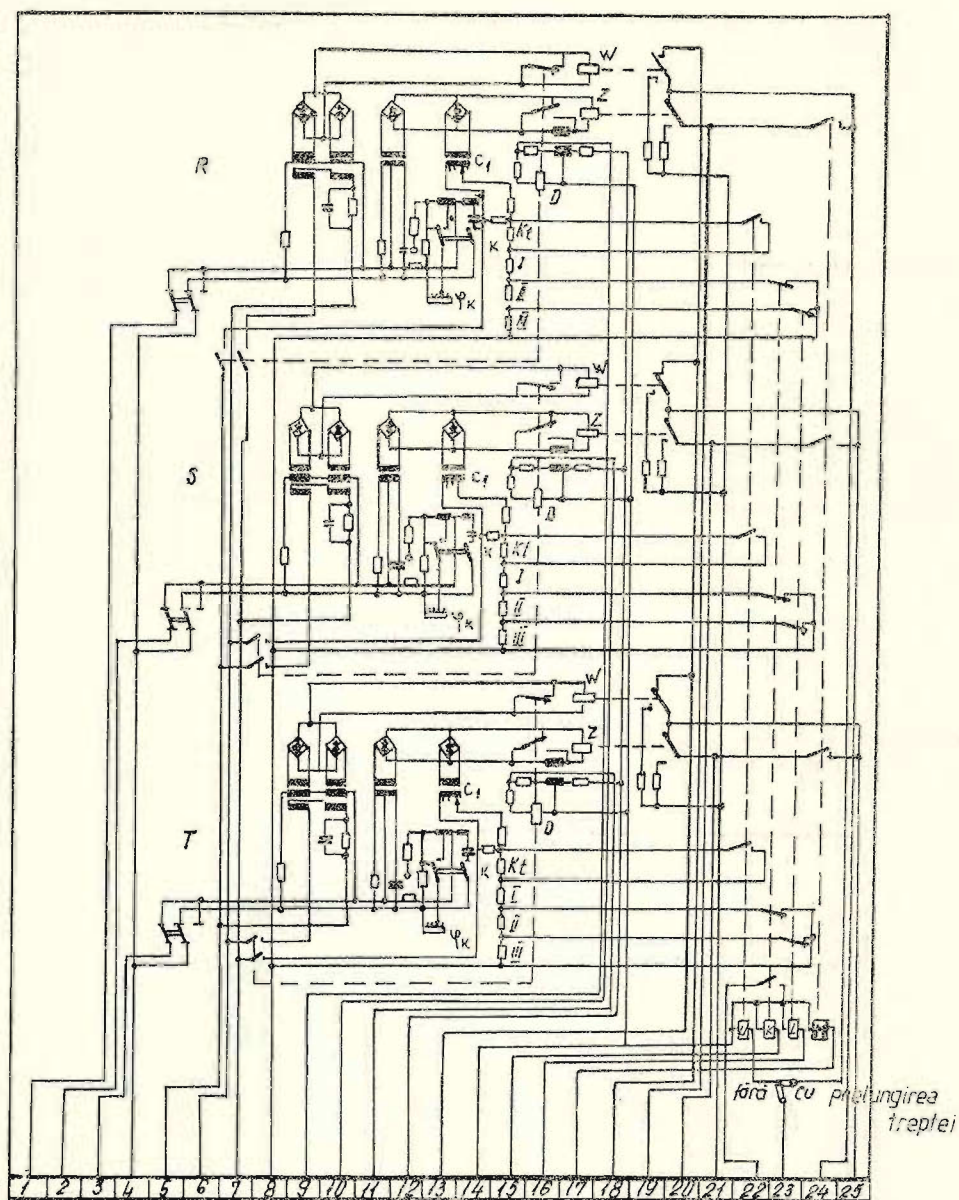 W
Z
R
C1
D
Kt
K
I
II
φK
III
W
Z
S
C1
D
Kt
K
I
II
φK
III
W
Z
C1
D
T
K
Kt
I
II
φK
III
fără cu prelungirea
treptei
1 2 3 4 5 6 7 8 9 10 11 12 13 14 15 16 17 18 19 20 21 22 23 24 25